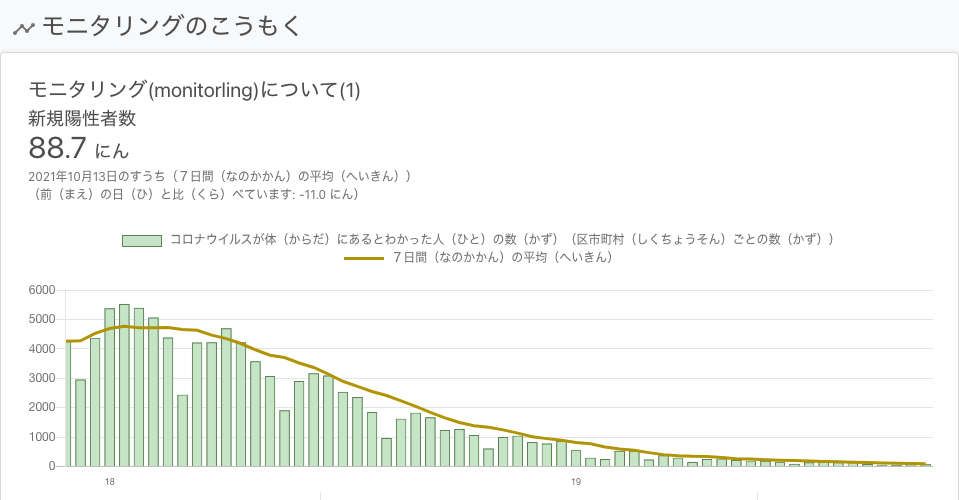 モニタリングのこうもく
モニタリング(monitorling)について(1)
新規陽性者数
88.7 にん
2021年10月13日のすうち（７日間（なのかかん）の平均（へいきん））
（前（まえ）の日（ひ）と比（くら）べています: -11.0 にん）
コロナウイルスが体（からだ）にあるとわかった人（ひと）の数（かず）（区市町村（しくちょうそん）ごとの数（かず））
７日間（なのかかん）の平均（へいきん）
6000
5000
4000
3000
2000
1000
0
18 19